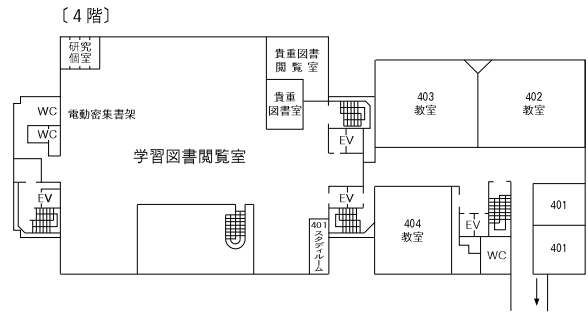 〔4階〕
研究
個室
貴重図書
閲覧室
貴重
図書室
WC
電動密集書架
WC
学習図書閲覧室
EV
403
教室
402
教室
EV
EV
401
スタディルーム
404
教室
EV
WC
401
401